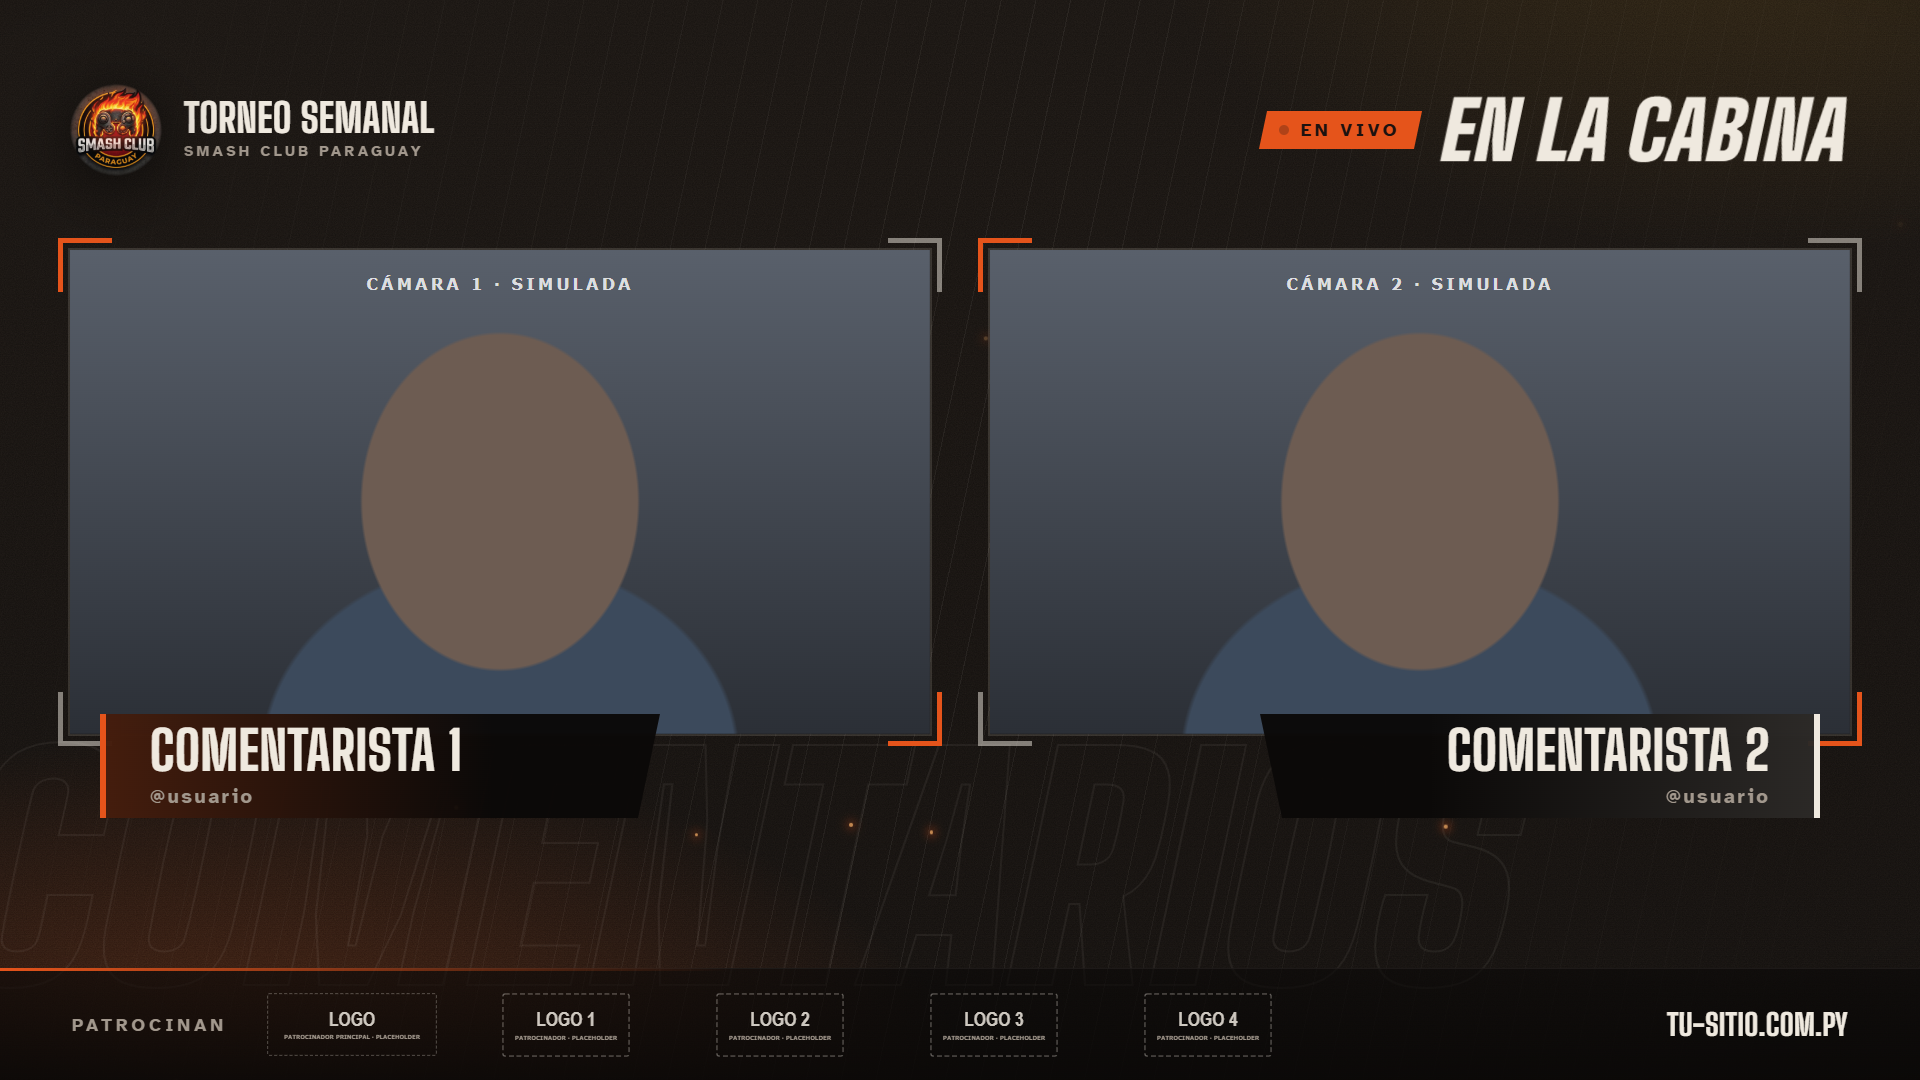 SMASH CLUB
PARAGUAY
TORNEO SEMANAL
SMASH CLUB PARAGUAY
EN VIVO
EN LA CABINA
CÁMARA 1 · SIMULADA
CÁMARA 2 · SIMULADA
COMENTARISTA 1
@usuario
COMENTARISTA 2
@usuario
COMENTARIOS
PATROCINAN
LOGO
PATROCINADOR PRINCIPAL · PLACEHOLDER
LOGO 1
PATROCINADOR · PLACEHOLDER
LOGO 2
PATROCINADOR · PLACEHOLDER
LOGO 3
PATROCINADOR · PLACEHOLDER
LOGO 4
PATROCINADOR · PLACEHOLDER
TU-SITIO.COM.PY